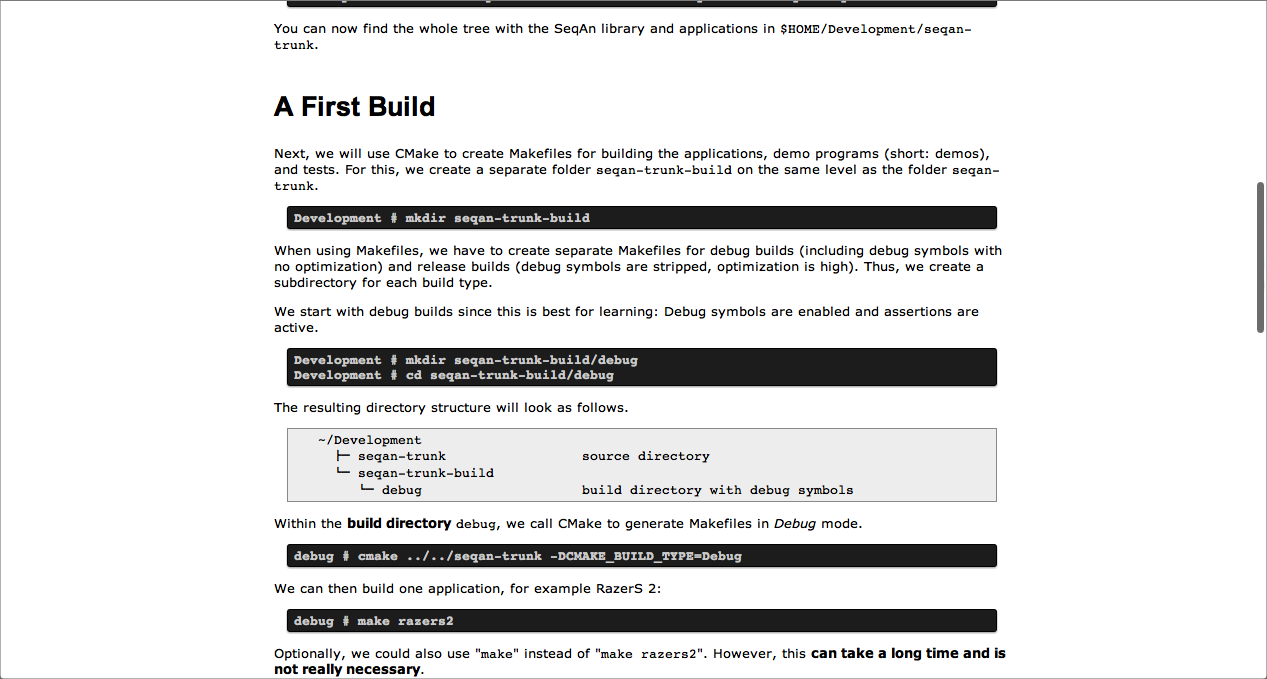 You can now find the whole tree with the SeqAn library and applications in $HOME/Development/seqan-
trunk.
A First Build
Next, we will use CMake to create Makefiles for building the applications, demo programs (short: demos),
and tests. For this, we create a separate folder seqan-trunk-build on the same level as the folder seqan-
trunk.
Development # mkdir seqan-trunk-build
When using Makefiles, we have to create separate Makefiles for debug builds (including debug symbols with
no optimization) and release builds (debug symbols are stripped, optimization is high). Thus, we create a
subdirectory for each build type.
We start with debug builds since this is best for learning: Debug symbols are enabled and assertions are
active.
Development # mkdir seqan-trunk-build/debug
Development # cd seqan-trunk-build/debug
The resulting directory structure will look as follows.
~/Development
├─ seqan-trunk source directory
└─ seqan-trunk-build
└─ debug build directory with debug symbols
Within the build directory debug, we call CMake to generate Makefiles in Debug mode.
debug # cmake ../../seqan-trunk -DCMAKE_BUILD_TYPE=Debug
We can then build one application, for example RazerS 2:
debug # make razers2
Optionally, we could also use "make" instead of "make razers2". However, this can take a long time and is
not really necessary.